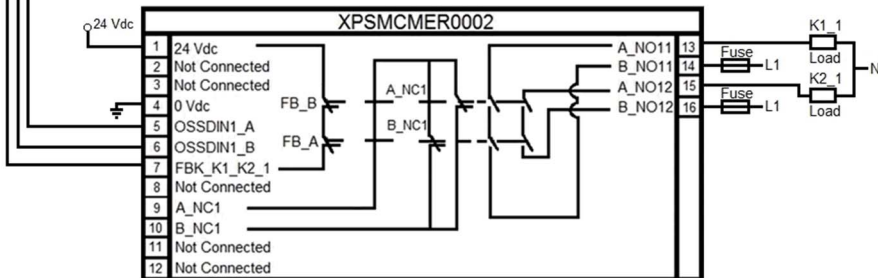 XPSMCMER0002
24 Vdc
1 24 Vdc
2 Not Connected
3 Not Connected
4 0 Vdc
5 OSSDIN1_A
6 OSSDIN1_B
7 FBK_K1_K2_1
8 Not Connected
9 A_NC1
10 B_NC1
11 Not Connected
12 Not Connected
FB_B
FB_A
A_NC1
B_NC1
A_NO11 13
B_NO11 14
A_NO12 15
B_NO12 16
K1_1
Load
Fuse
L1
K2_1
Load
Fuse
L1
N